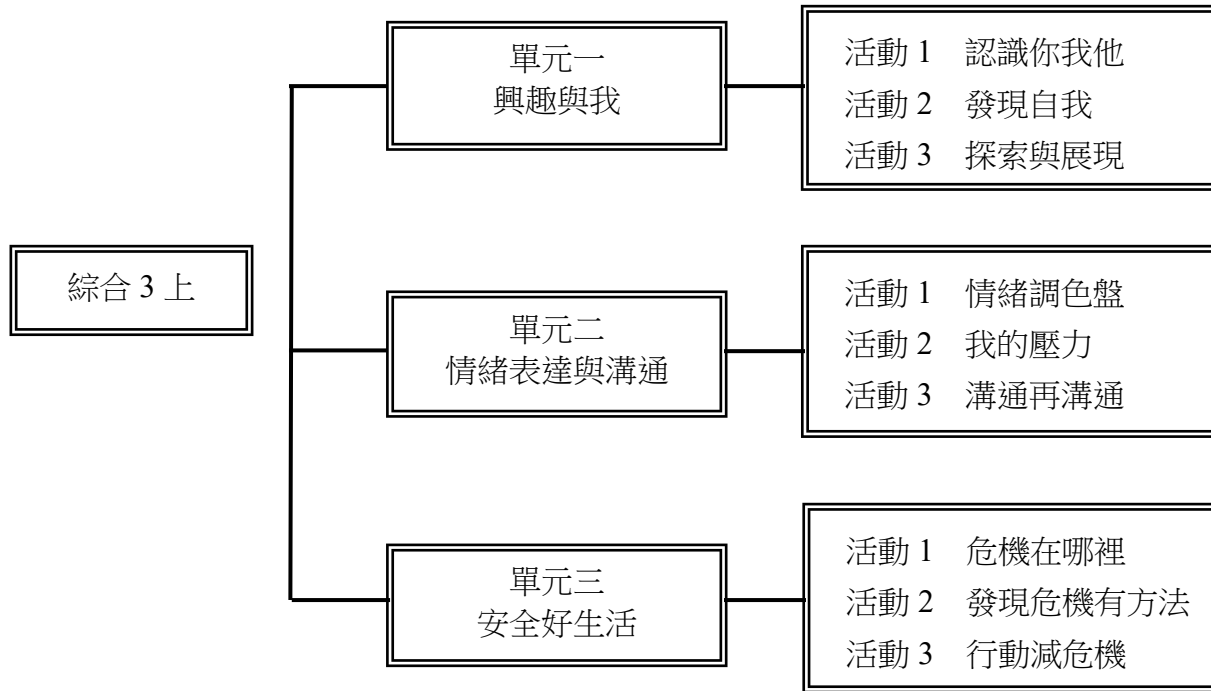 綜合 3 上
單元一
興趣與我
活動 1 認識你我他
活動 2 發現自我
活動 3 探索與展現
單元二
情緒表達與溝通
活動 1 情緒調色盤
活動 2 我的壓力
活動 3 溝通再溝通
單元三
安全好生活
活動 1 危機在哪裡
活動 2 發現危機有方法
活動 3 行動減危機